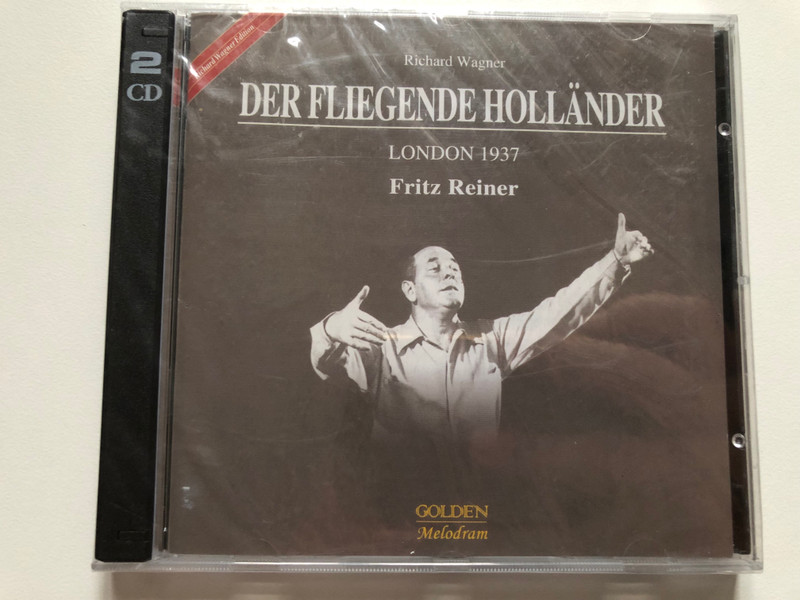 2
CD
Richard Wagner Edition
Richard Wagner
DER FLIEGENDE HOLLÄNDER
LONDON 1937
Fritz Reiner
GOLDEN
Melodram